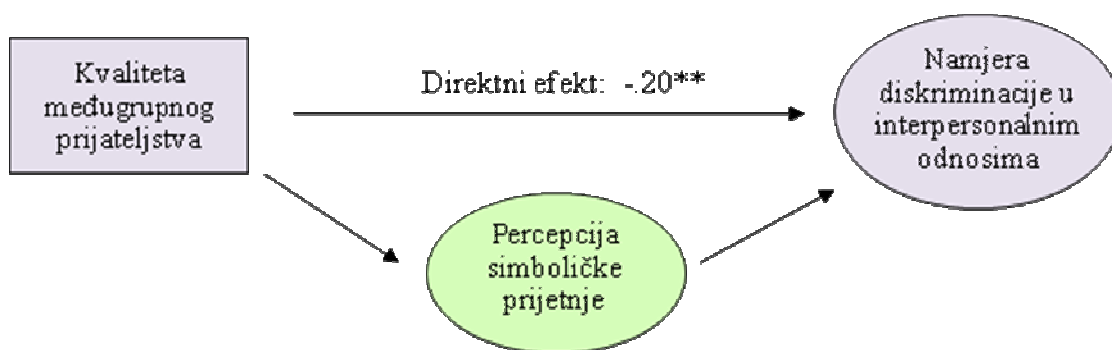 Kvaliteta
međugrupnog
prijateljstva
Direktni efekt: -.20**
Namjera
diskriminacije u
interpersonalnim
odnosima
Percepcija
simboličke
prijetnje